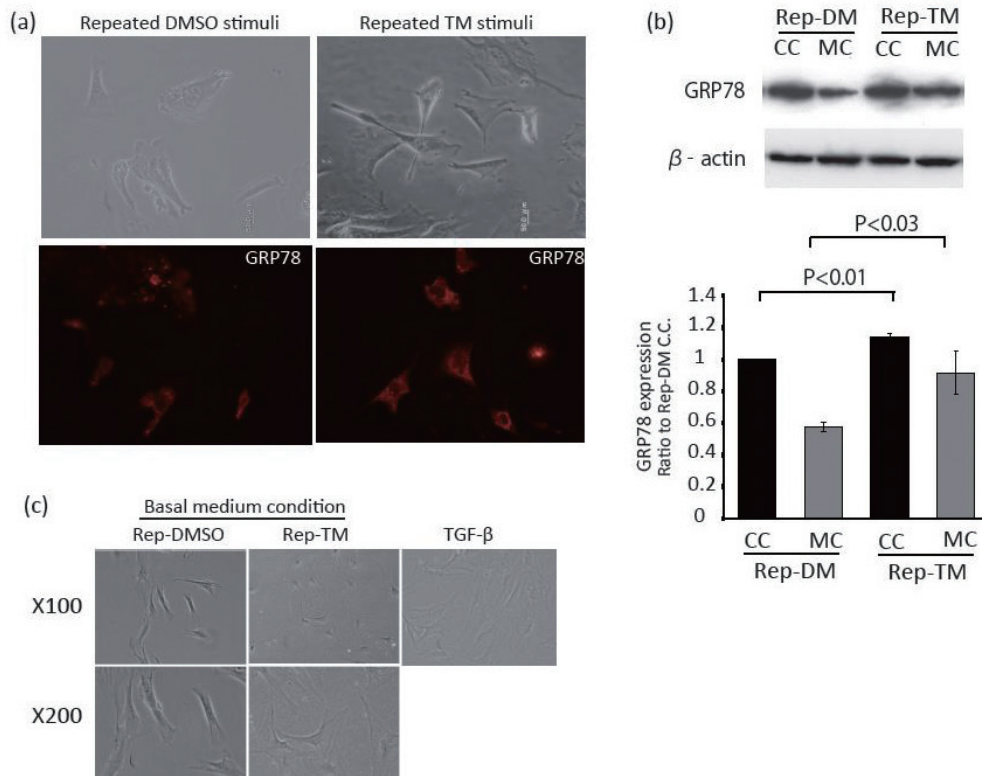 (a)
Repeated DMSO stimuli
Repeated TM stimuli
50.0 µm
GRP78
GRP78
(b)
Rep-DM Rep-TM
CC MC CC MC
GRP78
β - actin
P<0.03
P<0.01
GRP78 expression
Ratio to Rep-DM C.C.
1.4
1.2
1
0.8
0.6
0.4
0.2
0
CC MC CC MC
Rep-DM Rep-TM
(c)
Basal medium condition
Rep-DMSO Rep-TM TGF-β
X100
X200